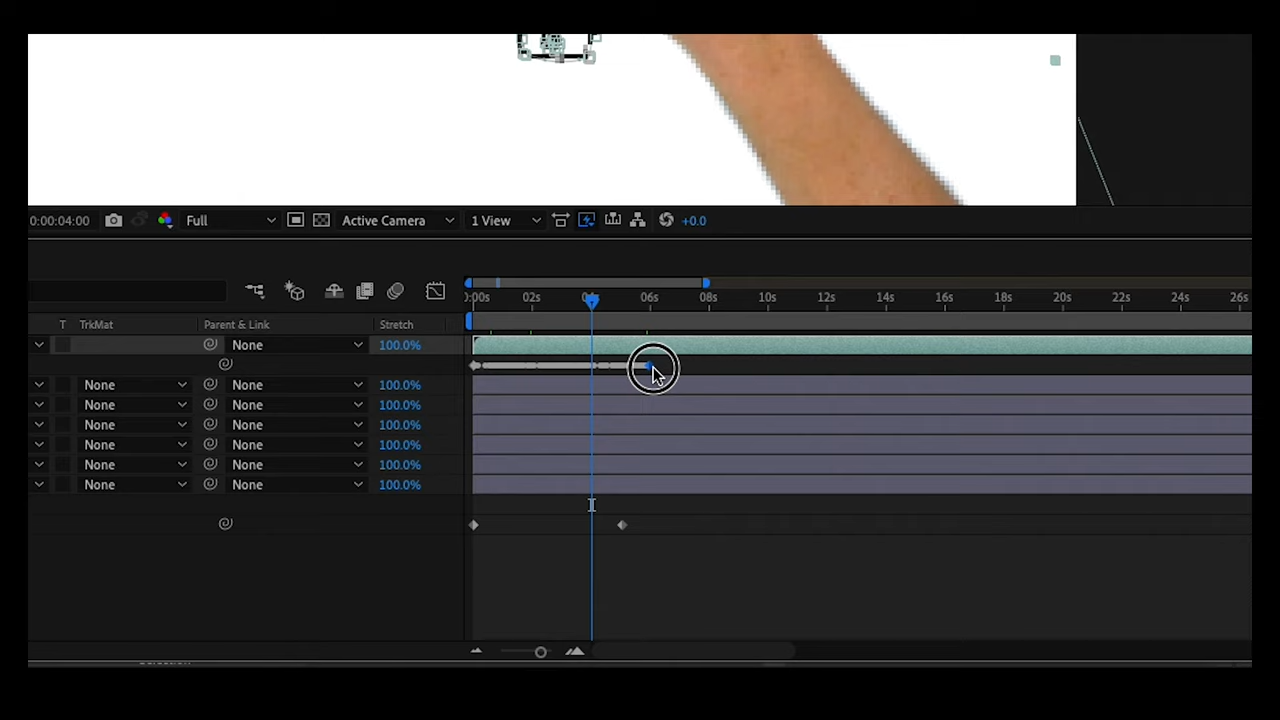 0:00:04:00 Full Active Camera 1 View +0.0
0:00s 02s 04s 06s 08s 10s 12s 14s 16s 18s 20s 22s 24s 26s
T TrkMat Parent & Link Stretch
None 100.0%
None None 100.0%
None None 100.0%
None None 100.0%
None None 100.0%
None None 100.0%
None None 100.0%